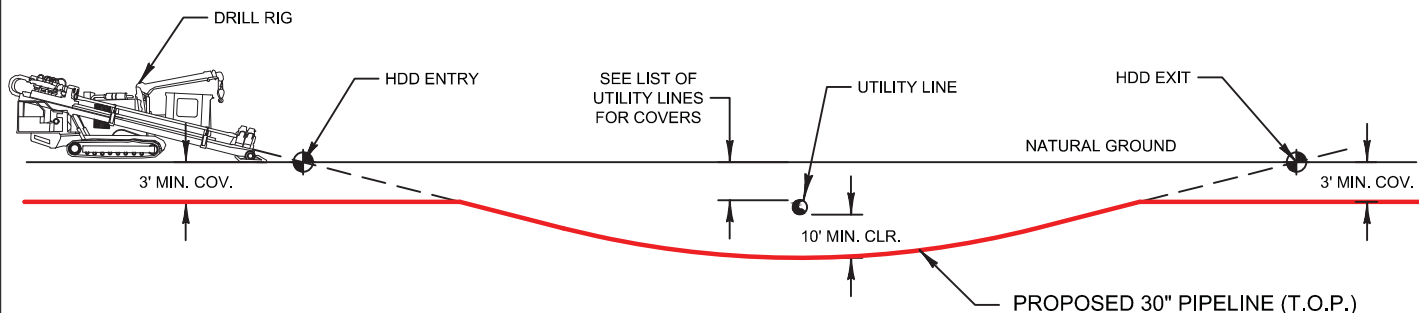 DRILL RIG
HDD ENTRY
SEE LIST OF
UTILITY LINES
FOR COVERS
UTILITY LINE
HDD EXIT
NATURAL GROUND
3' MIN. COV.
3' MIN. COV.
10' MIN. CLR.
PROPOSED 30" PIPELINE (T.O.P.)